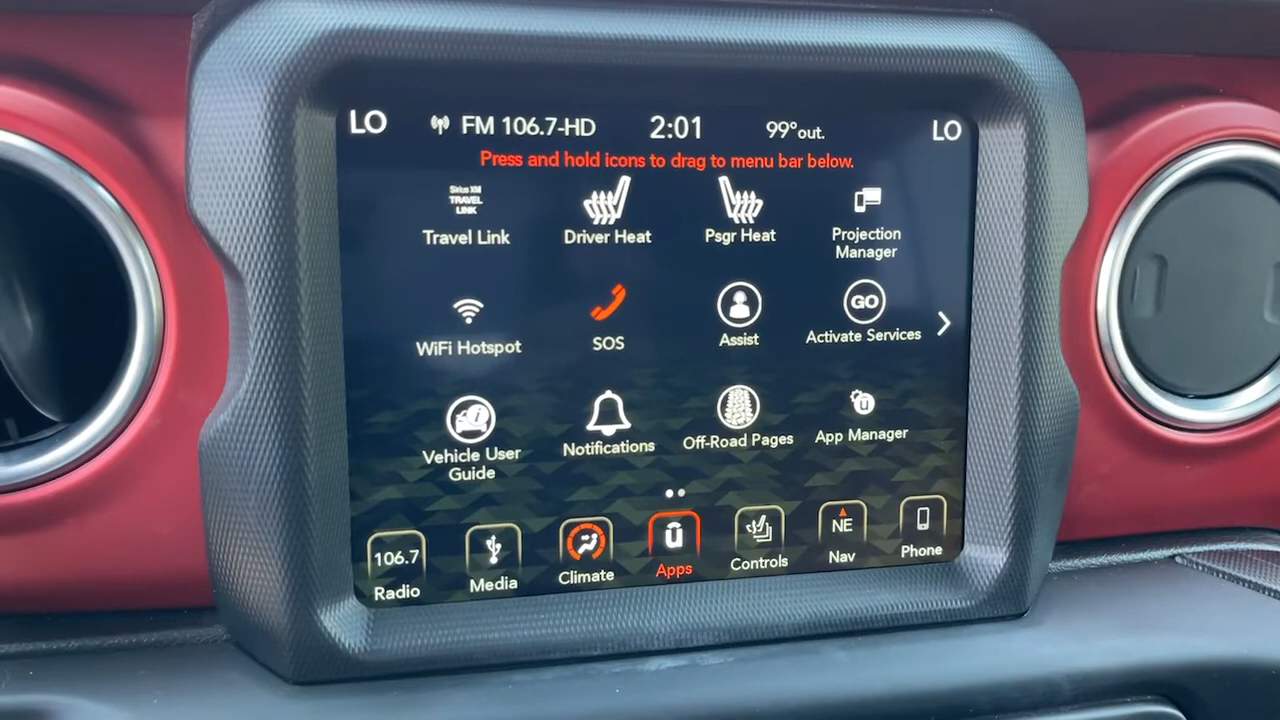 LO FM 106.7-HD 2:01 99°out. LO
Press and hold icons to drag to menu bar below.
Sirius XM
TRAVEL
LINK
Travel Link
Driver Heat
Psgr Heat
Projection
Manager
WiFi Hotspot
SOS
Assist
GO
Activate Services
Vehicle User
Guide
Notifications
Off-Road Pages
App Manager
106.7
Radio
Media
Climate
Apps
Controls
NE
Nav
Phone